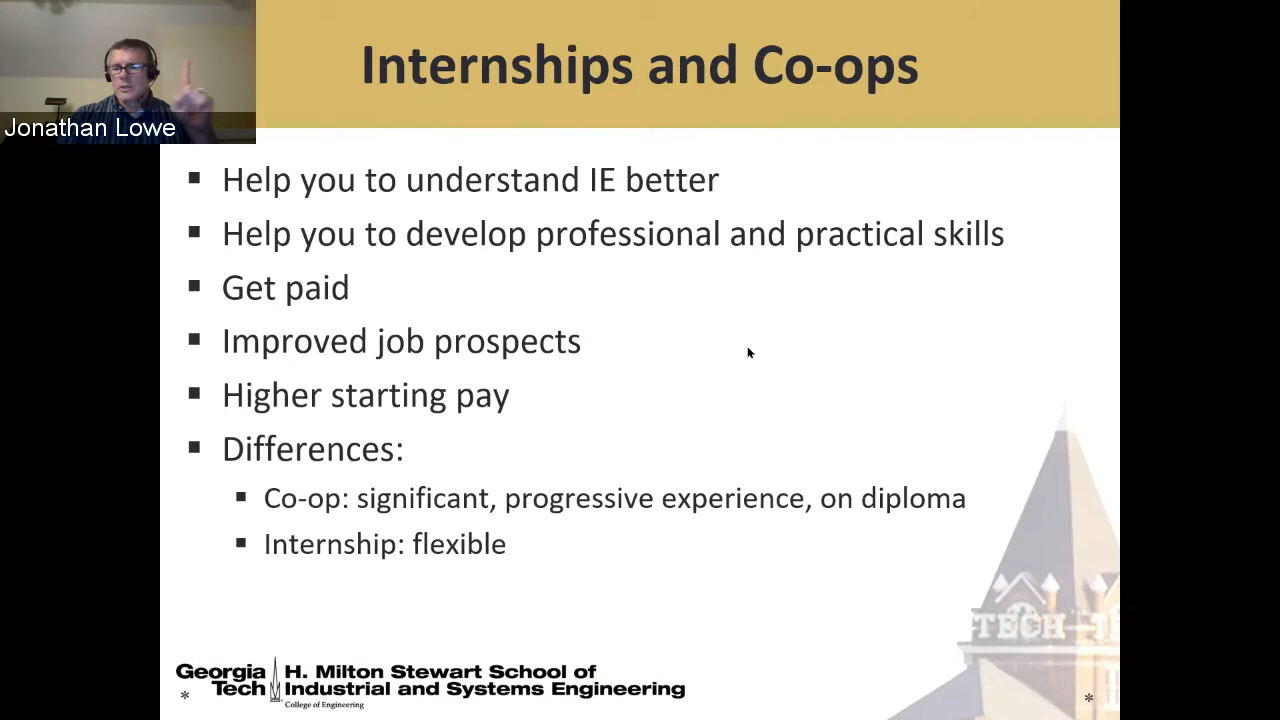 Internships and Co-ops
Jonathan Lowe
▪ Help you to understand IE better
▪ Help you to develop professional and practical skills
▪ Get paid
▪ Improved job prospects
▪ Higher starting pay
▪ Differences:
▪ Co-op: significant, progressive experience, on diploma
▪ Internship: flexible
TECH
Georgia
Tech
H. Milton Stewart School of
Industrial and Systems Engineering
College of Engineering
*
*